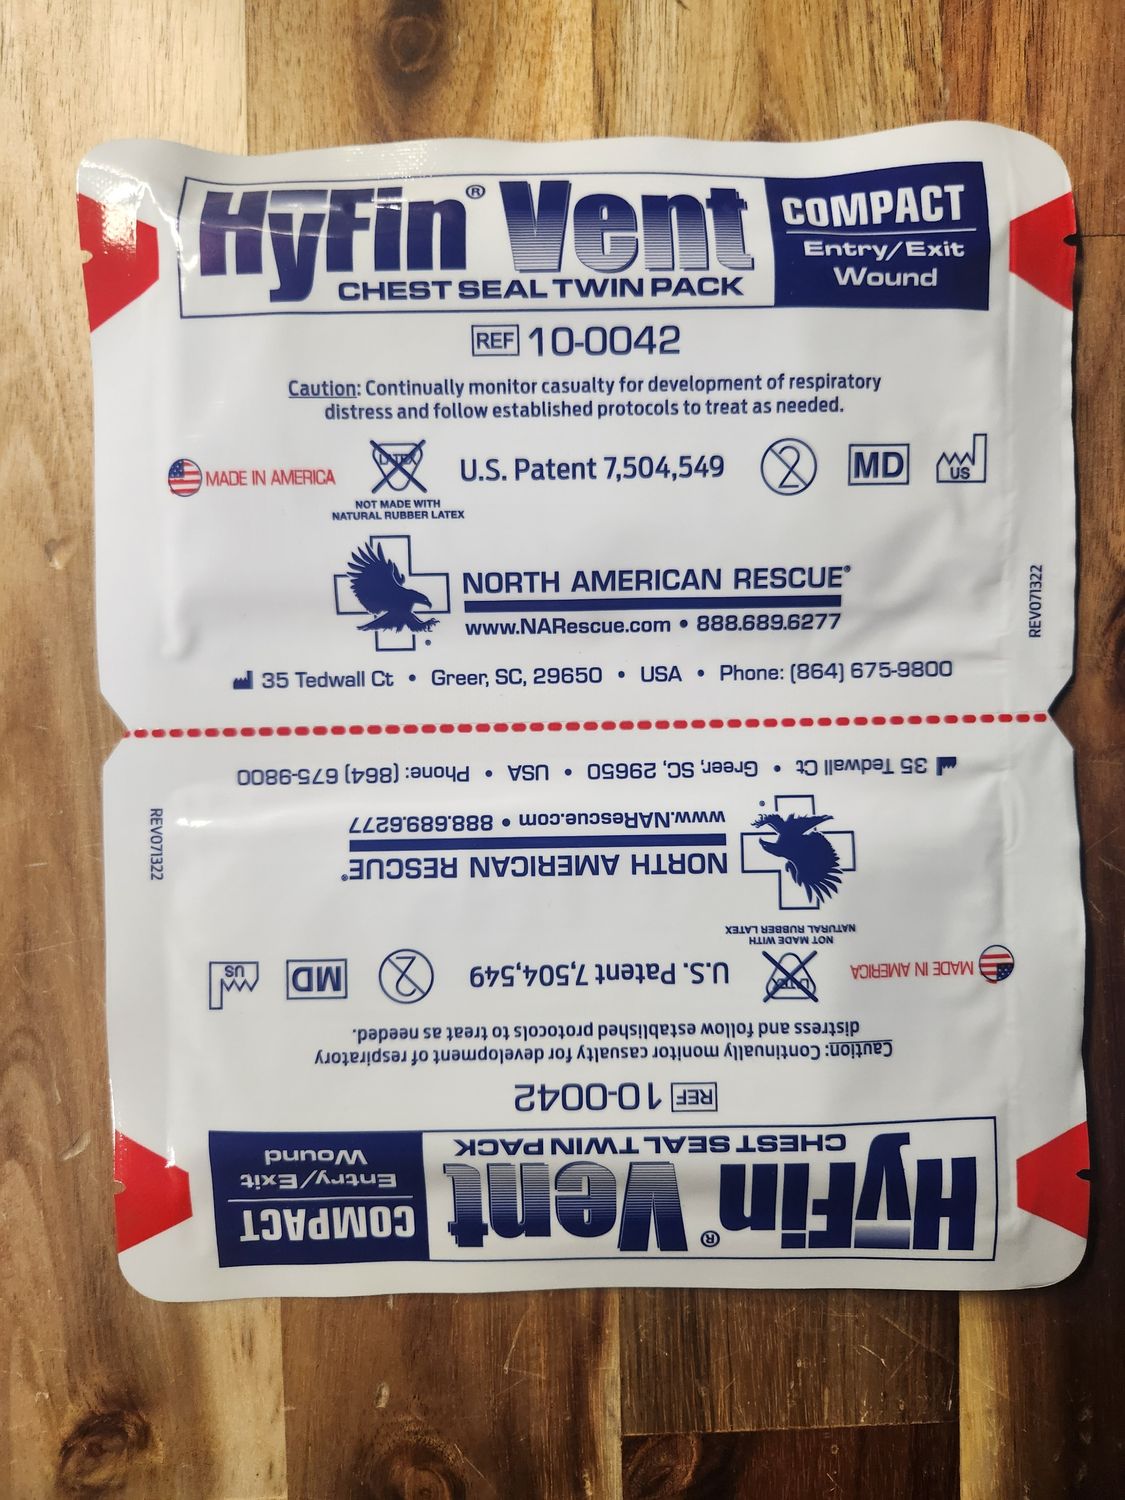 HyFin® Vent
CHEST SEAL TWIN PACK
COMPACT
Entry/Exit
Wound
REF 10-0042
Caution: Continually monitor casualty for development of respiratory
distress and follow established protocols to treat as needed.
MADE IN AMERICA
LATEX
NOT MADE WITH
NATURAL RUBBER LATEX
U.S. Patent 7,504,549
2
MD
US
NORTH AMERICAN RESCUE®
www.NARescue.com • 888.689.6277
REV071322
35 Tedwall Ct • Greer, SC, 29650 • USA • Phone: (864) 675-9800
HyFin® Vent
CHEST SEAL TWIN PACK
COMPACT
Entry/Exit
Wound
REF 10-0042
Caution: Continually monitor casualty for development of respiratory
distress and follow established protocols to treat as needed.
MADE IN AMERICA
LATEX
NOT MADE WITH
NATURAL RUBBER LATEX
U.S. Patent 7,504,549
2
MD
US
NORTH AMERICAN RESCUE®
www.NARescue.com • 888.689.6277
REV071322
35 Tedwall Ct • Greer, SC, 29650 • USA • Phone: (864) 675-9800